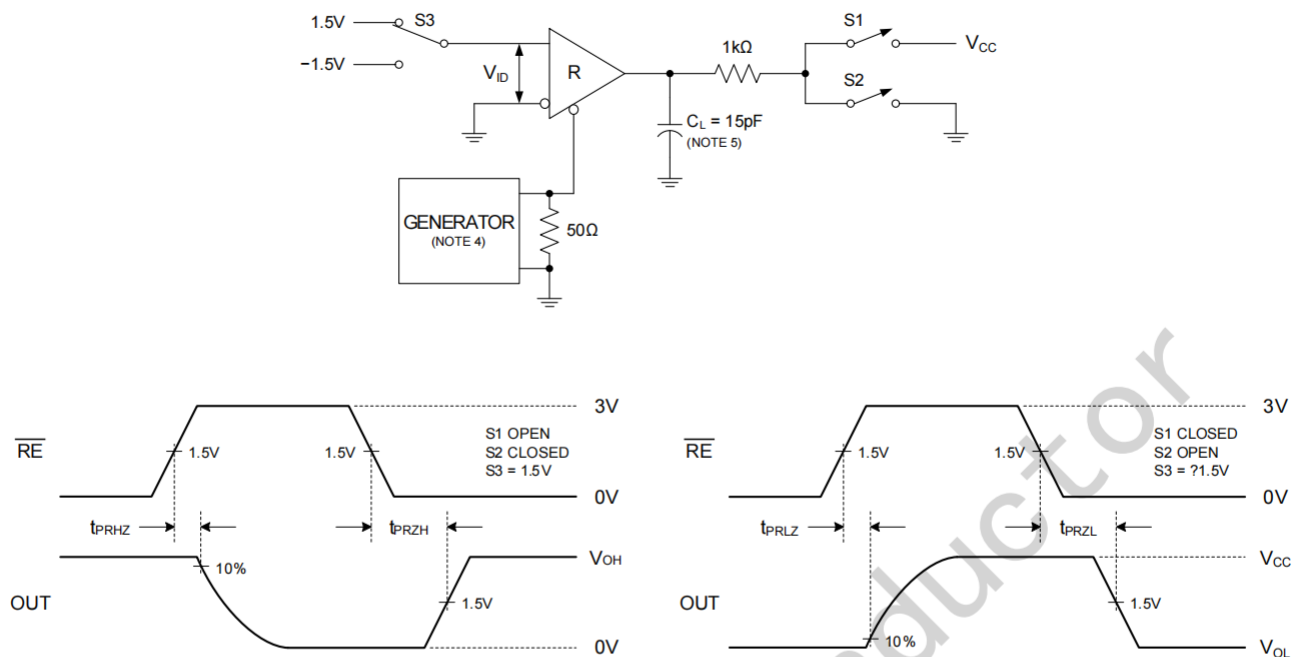 1.5V
S3
−1.5V
VID
R
1kΩ
S1
VCC
S2
CL = 15pF
(NOTE 5)
GENERATOR
(NOTE 4)
50Ω
RE
1.5V
1.5V
3V
S1 OPEN
S2 CLOSED
S3 = 1.5V
0V
tPRHZ
tPRZH
OUT
10%
1.5V
VOH
0V
RE
1.5V
1.5V
3V
S1 CLOSED
S2 OPEN
S3 = ?1.5V
0V
tPRLZ
tPRZL
OUT
10%
1.5V
VCC
VOL